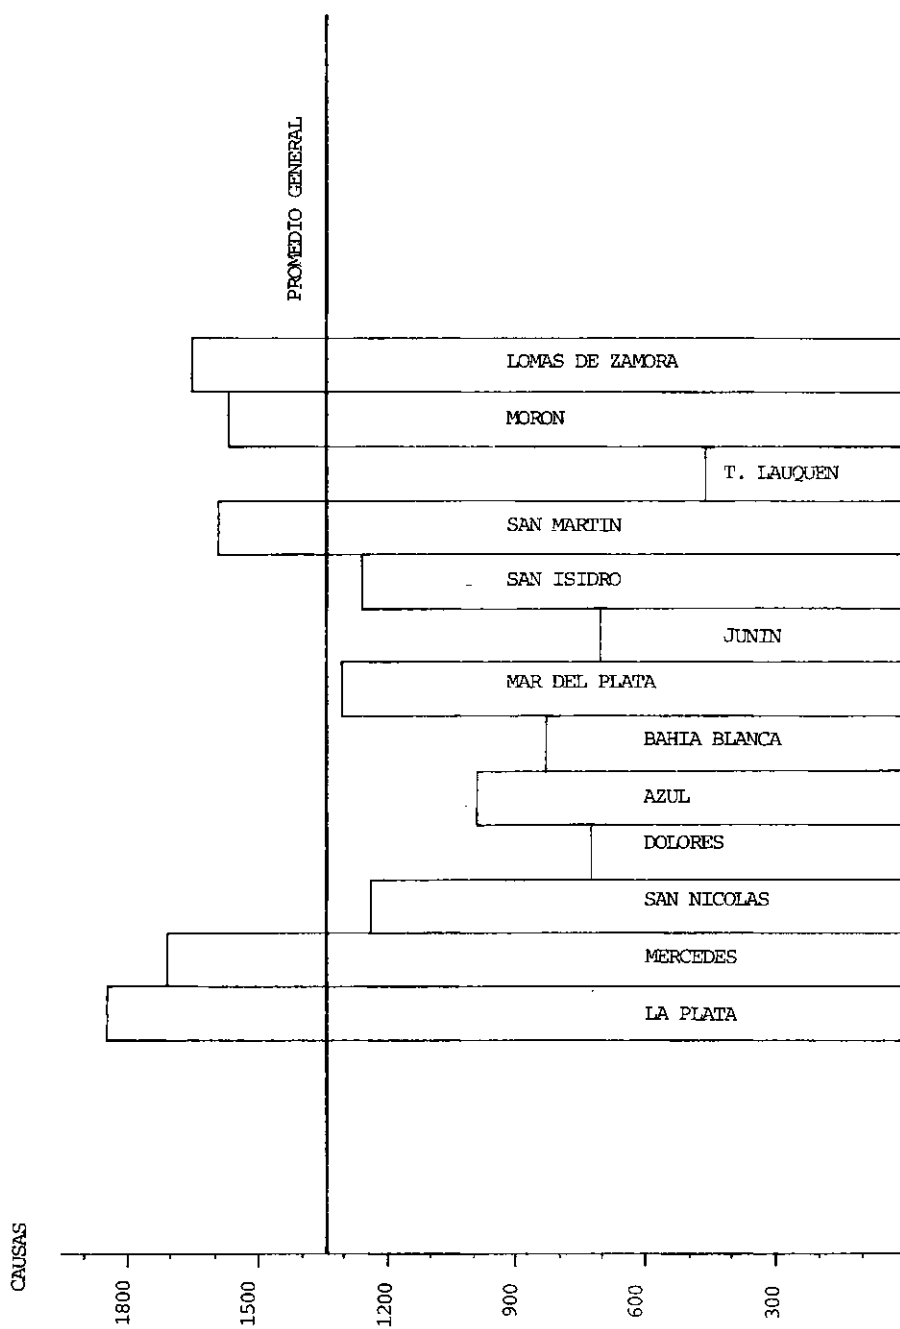 PROMEDIO GENERAL
LOMAS DE ZAMORA
MORON
T. LAUQUEN
SAN MARTIN
SAN ISIDRO
JUNIN
MAR DEL PLATA
BAHIA BLANCA
AZUL
DOLORES
SAN NICOLAS
MERCEDES
LA PLATA
CAUSAS
1800
1500
1200
900
600
300